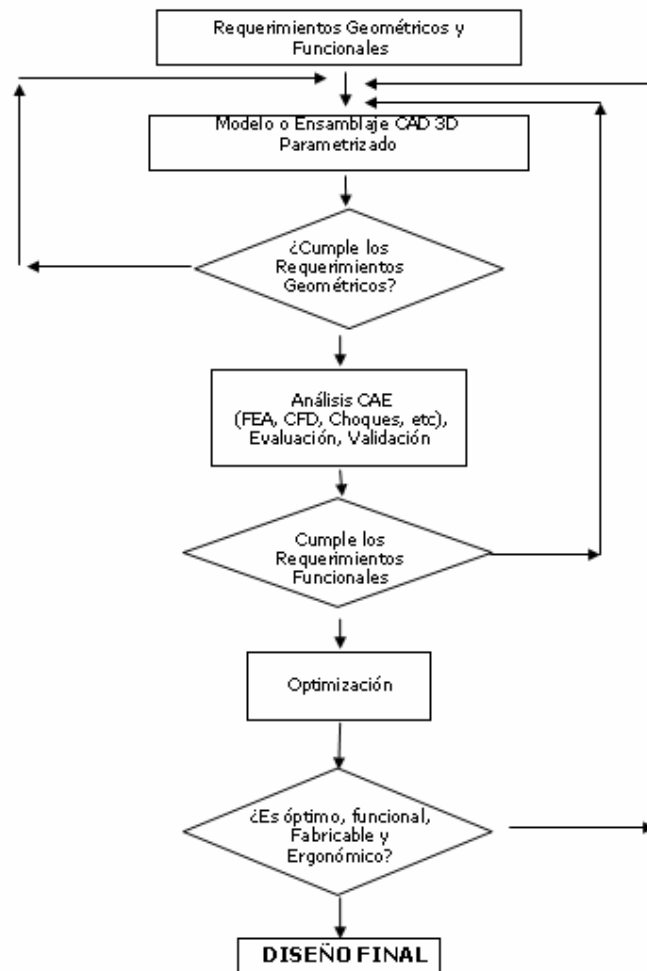 Requerimientos Geométricos y
Funcionales
Modelo o Ensamblaje CAD 3D
Parametrizado
¿Cumple los
Requerimientos
Geométricos?
Análisis CAE
(FEA, CFD, Choques, etc),
Evaluación, Validación
Cumple los
Requerimientos
Funcionales
Optimización
¿Es óptimo, funcional,
Fabricable y
Ergonómico?
DISEÑO FINAL